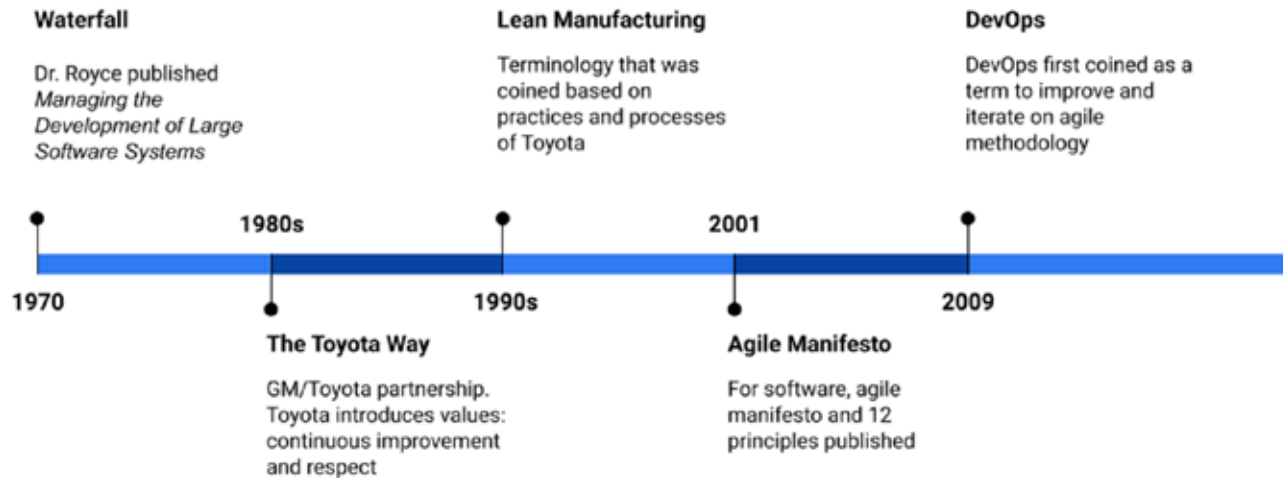 Waterfall
Dr. Royce published
Managing the
Development of Large
Software Systems
Lean Manufacturing
Terminology that was
coined based on
practices and processes
of Toyota
DevOps
DevOps first coined as a
term to improve and
iterate on agile
methodology
1980s
2001
1970
1990s
2009
The Toyota Way
GM/Toyota partnership.
Toyota introduces values:
continuous improvement
and respect
Agile Manifesto
For software, agile
manifesto and 12
principles published